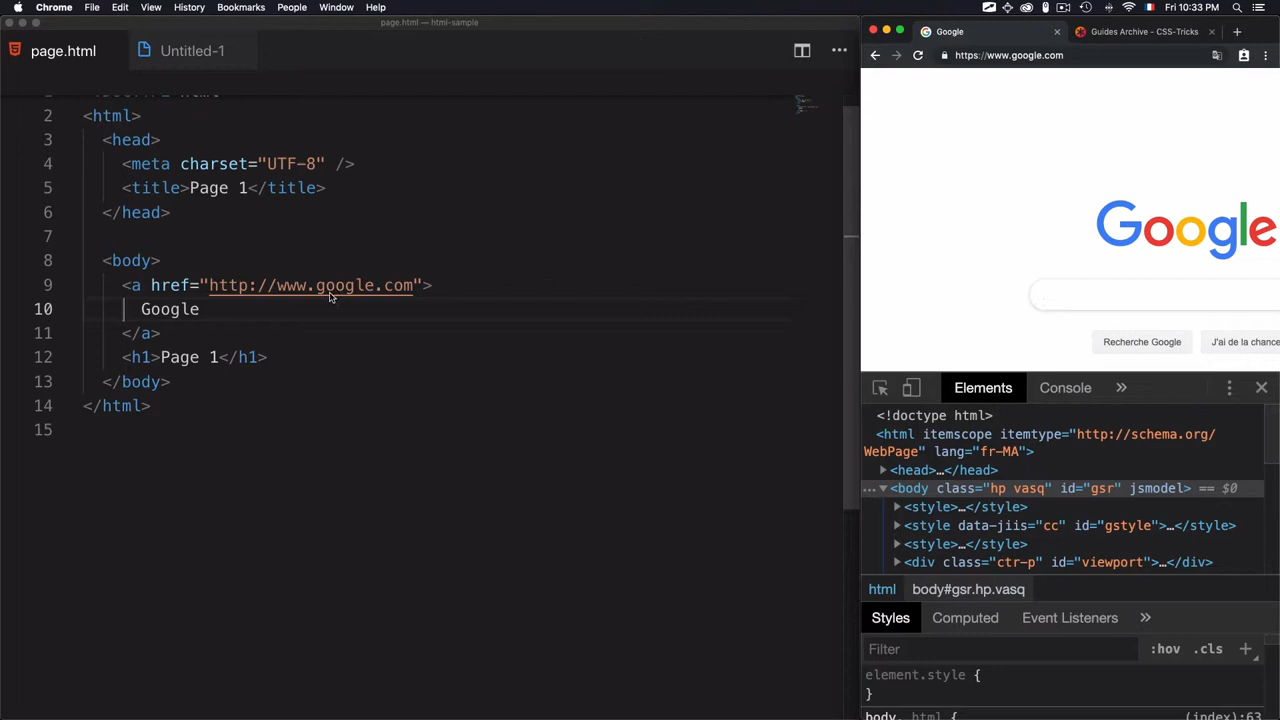 Chrome File Edit View History Bookmarks People Window Help Fri 10:33 PM
page.html — html-sample
page.html Untitled-1
2 <html>
3 <head>
4 <meta charset="UTF-8" />
5 <title>Page 1</title>
6 </head>
7
8 <body>
9 <a href="http://www.google.com">
10 Google
11 </a>
12 <h1>Page 1</h1>
13 </body>
14 </html>
15
Google Guides Archive - CSS-Tricks
https://www.google.com
Google
Recherche Google J'ai de la chance
Elements Console »
<!doctype html>
<html itemscope itemtype="http://schema.org/
WebPage" lang="fr-MA">
<head>…</head>
<body class="hp vasq" id="gsr" jsmodel> == $0
<style>…</style>
<style data-jiis="cc" id="gstyle">…</style>
<style>…</style>
<div class="ctr-p" id="viewport">…</div>
html body#gsr.hp.vasq
Styles Computed Event Listeners »
Filter :hov .cls +
element.style {
}
body, html { (index):63